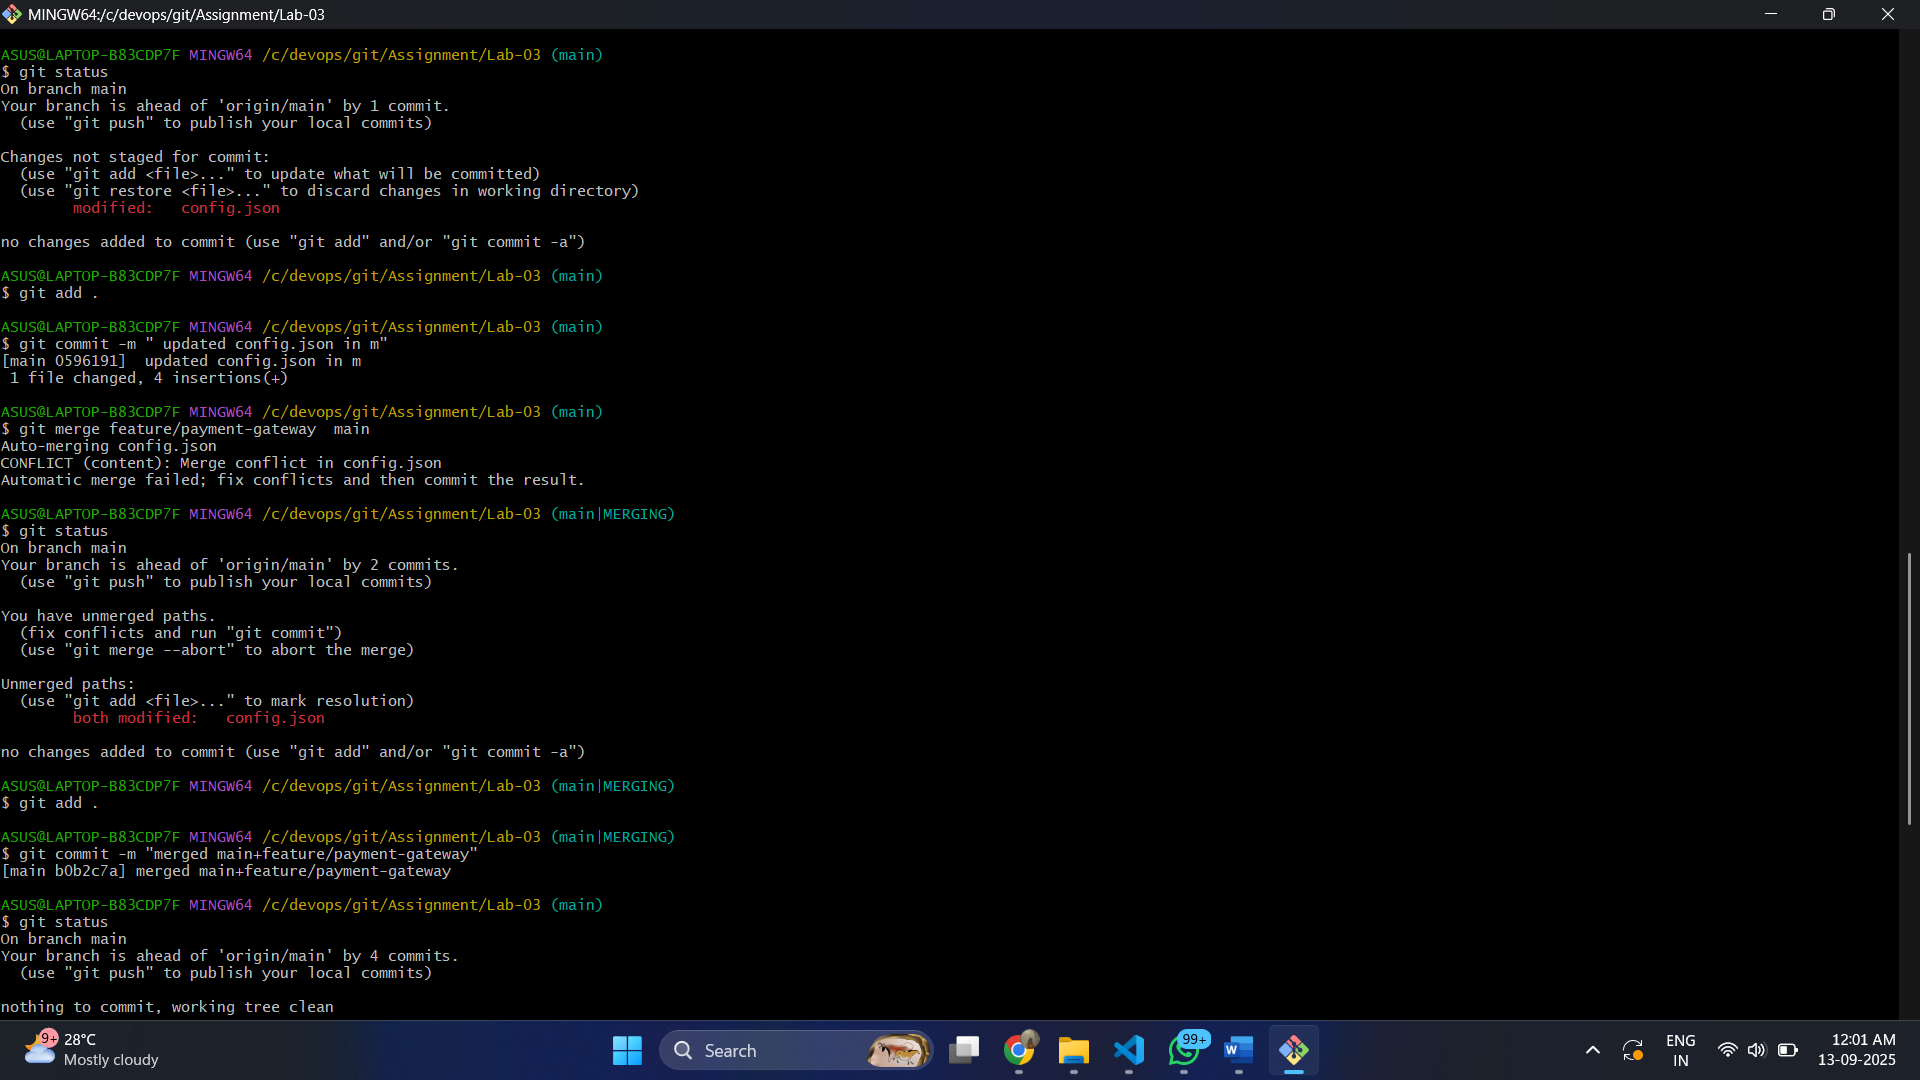 MINGW64:/c/devops/git/Assignment/Lab-03
ASUS@LAPTOP-B83CDP7F MINGW64 /c/devops/git/Assignment/Lab-03 (main)
$ git status
On branch main
Your branch is ahead of 'origin/main' by 1 commit.
  (use "git push" to publish your local commits)

Changes not staged for commit:
  (use "git add <file>..." to update what will be committed)
  (use "git restore <file>..." to discard changes in working directory)
        modified:   config.json

no changes added to commit (use "git add" and/or "git commit -a")

ASUS@LAPTOP-B83CDP7F MINGW64 /c/devops/git/Assignment/Lab-03 (main)
$ git add .

ASUS@LAPTOP-B83CDP7F MINGW64 /c/devops/git/Assignment/Lab-03 (main)
$ git commit -m " updated config.json in m"
[main 0596191]  updated config.json in m
 1 file changed, 4 insertions(+)

ASUS@LAPTOP-B83CDP7F MINGW64 /c/devops/git/Assignment/Lab-03 (main)
$ git merge feature/payment-gateway  main
Auto-merging config.json
CONFLICT (content): Merge conflict in config.json
Automatic merge failed; fix conflicts and then commit the result.

ASUS@LAPTOP-B83CDP7F MINGW64 /c/devops/git/Assignment/Lab-03 (main|MERGING)
$ git status
On branch main
Your branch is ahead of 'origin/main' by 2 commits.
  (use "git push" to publish your local commits)

You have unmerged paths.
  (fix conflicts and run "git commit")
  (use "git merge --abort" to abort the merge)

Unmerged paths:
  (use "git add <file>..." to mark resolution)
        both modified:   config.json

no changes added to commit (use "git add" and/or "git commit -a")

ASUS@LAPTOP-B83CDP7F MINGW64 /c/devops/git/Assignment/Lab-03 (main|MERGING)
$ git add .

ASUS@LAPTOP-B83CDP7F MINGW64 /c/devops/git/Assignment/Lab-03 (main|MERGING)
$ git commit -m "merged main+feature/payment-gateway"
[main b0b2c7a] merged main+feature/payment-gateway

ASUS@LAPTOP-B83CDP7F MINGW64 /c/devops/git/Assignment/Lab-03 (main)
$ git status
On branch main
Your branch is ahead of 'origin/main' by 4 commits.
  (use "git push" to publish your local commits)

nothing to commit, working tree clean
9+
28°C
Mostly cloudy
Search
99+
W
ENG
IN
12:01 AM
13-09-2025